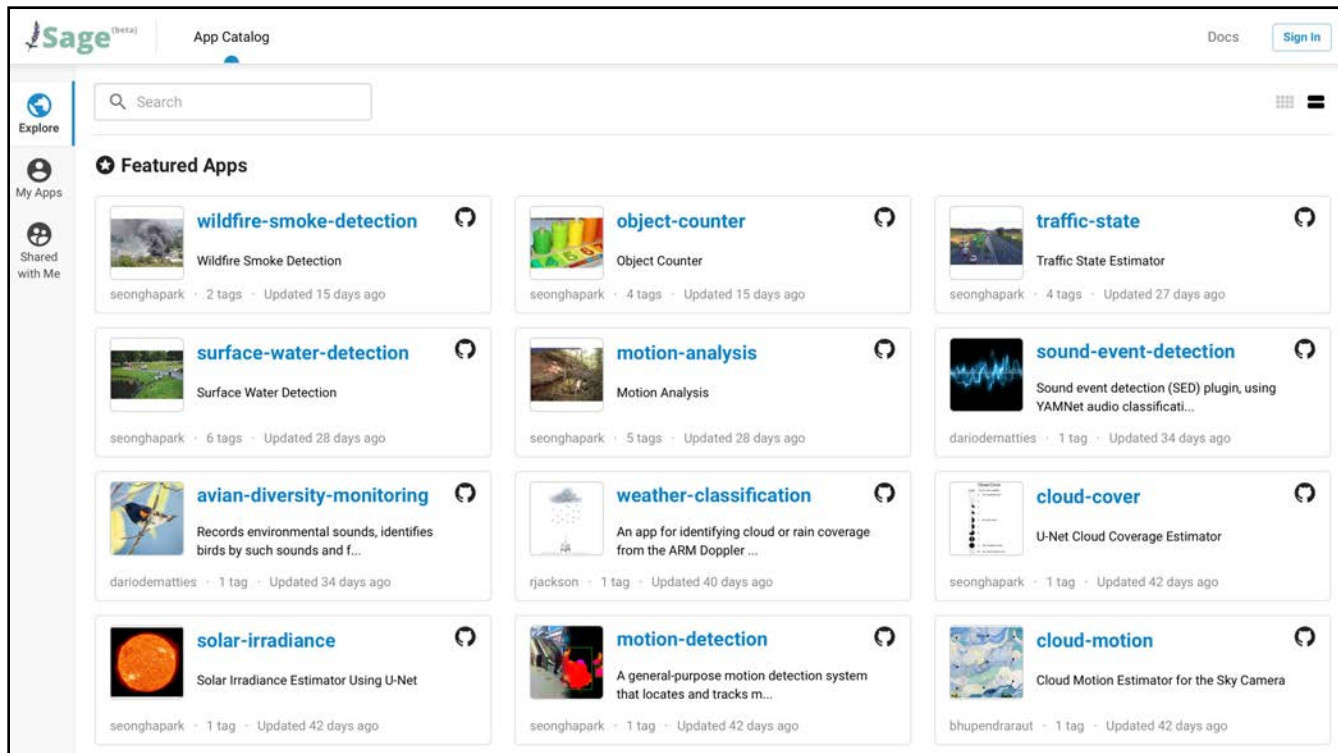 Sage (beta)
App Catalog
Docs
Sign In
Explore
My Apps
Shared
with Me
Search
Featured Apps
wildfire-smoke-detection
Wildfire Smoke Detection
seonghapark · 2 tags · Updated 15 days ago
object-counter
Object Counter
seonghapark · 4 tags · Updated 15 days ago
traffic-state
Traffic State Estimator
seonghapark · 4 tags · Updated 27 days ago
surface-water-detection
Surface Water Detection
seonghapark · 6 tags · Updated 28 days ago
motion-analysis
Motion Analysis
seonghapark · 5 tags · Updated 28 days ago
sound-event-detection
Sound event detection (SED) plugin, using
YAMNet audio classificati...
dariodematties · 1 tag · Updated 34 days ago
avian-diversity-monitoring
Records environmental sounds, identifies
birds by such sounds and f...
dariodematties · 1 tag · Updated 34 days ago
weather-classification
An app for identifying cloud or rain coverage
from the ARM Doppler ...
rjackson · 1 tag · Updated 40 days ago
cloud-cover
U-Net Cloud Coverage Estimator
seonghapark · 1 tag · Updated 42 days ago
solar-irradiance
Solar Irradiance Estimator Using U-Net
seonghapark · 1 tag · Updated 42 days ago
motion-detection
A general-purpose motion detection system
that locates and tracks m...
seonghapark · 1 tag · Updated 42 days ago
cloud-motion
Cloud Motion Estimator for the Sky Camera
bhupendraraut · 1 tag · Updated 42 days ago